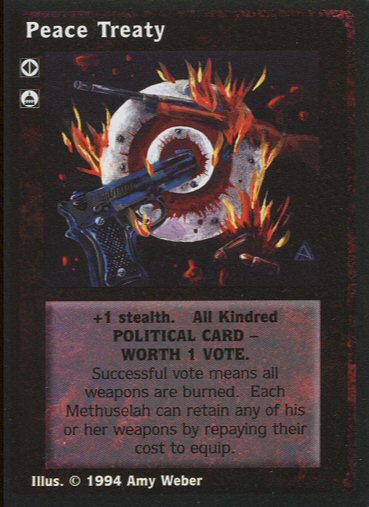 Peace Treaty
+1 stealth. All Kindred
POLITICAL CARD –
WORTH 1 VOTE.
Successful vote means all
weapons are burned. Each
Methuselah can retain any of his
or her weapons by repaying their
cost to equip.
Illus. © 1994 Amy Weber